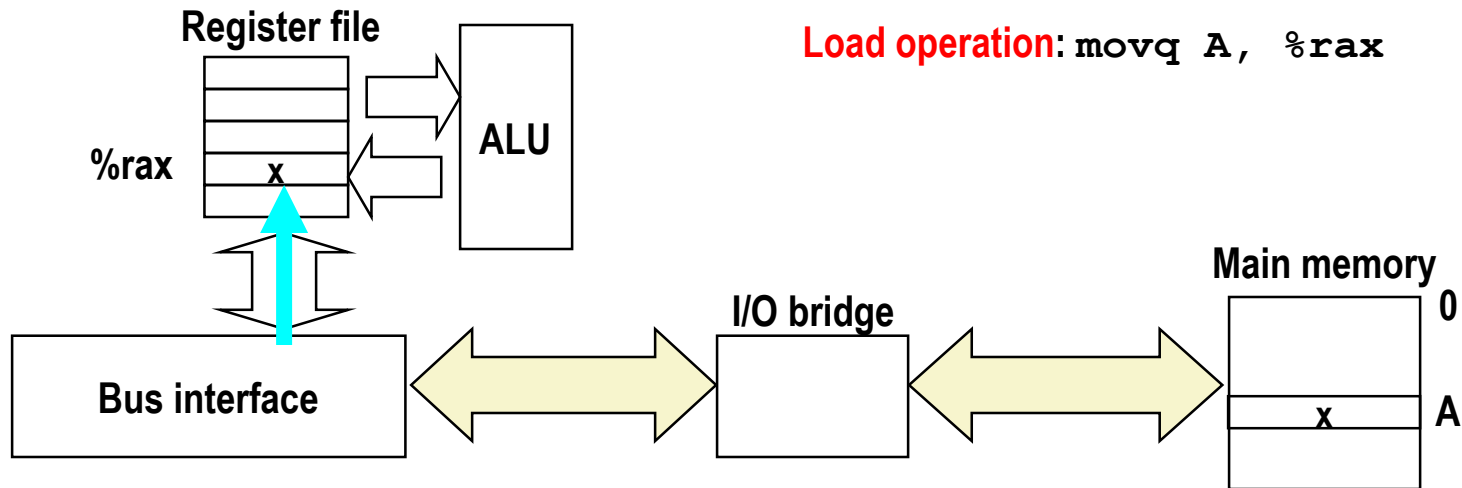 Register file
Load operation: movq A, %rax
ALU
%rax
x
Main memory
0
I/O bridge
Bus interface
x
A